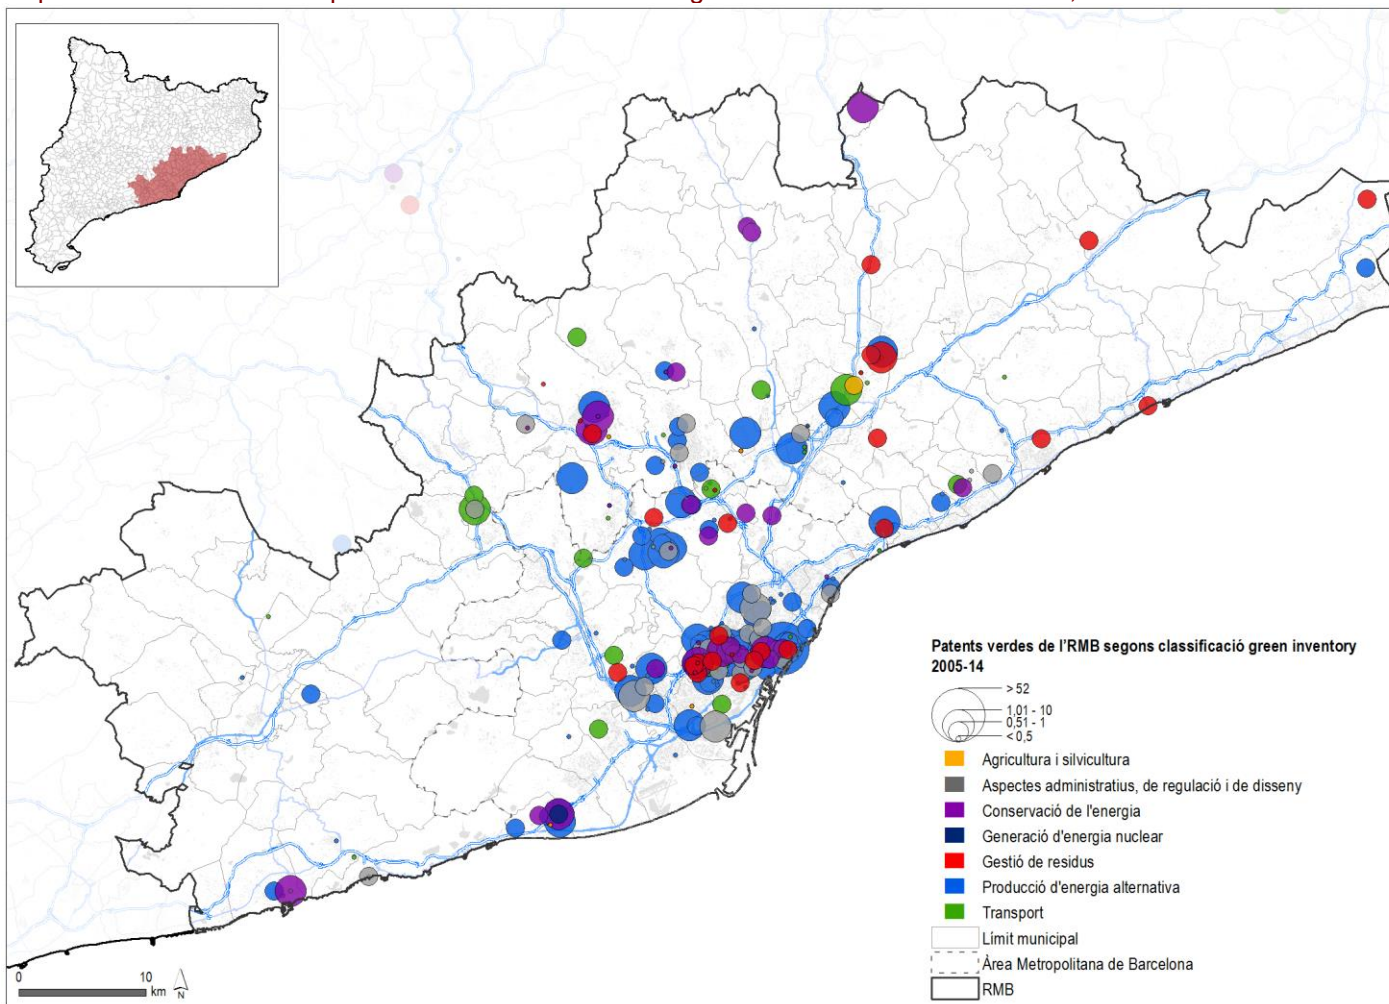 Patents verdes de l'RMB segons classificació green inventory
2005-14
> 52
1,01 - 10
0,51 - 1
< 0,5
Agricultura i silvicultura
Aspectes administratius, de regulació i de disseny
Conservació de l'energia
Generació d'energia nuclear
Gestió de residus
Producció d'energia alternativa
Transport
Límit municipal
Àrea Metropolitana de Barcelona
RMB
0 10
km N